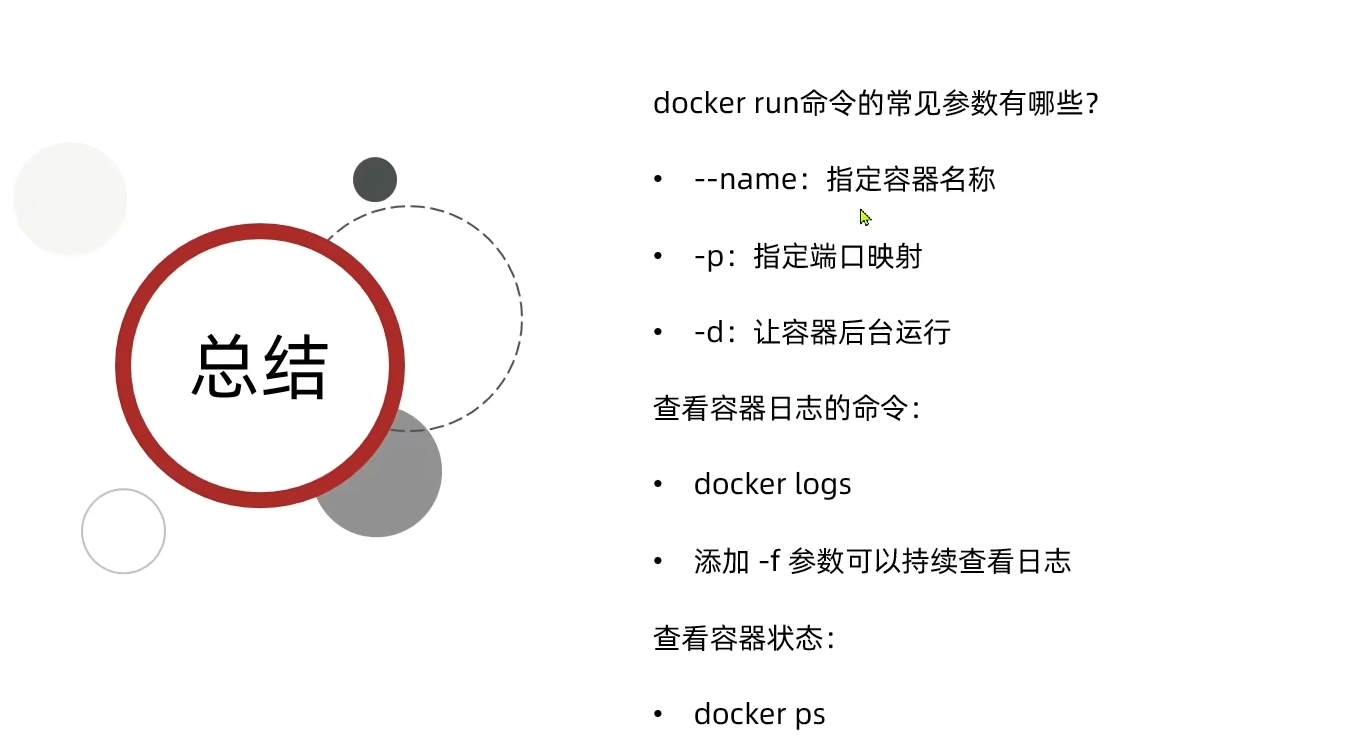 总结
docker run命令的常见参数有哪些？
• --name：指定容器名称
• -p：指定端口映射
• -d：让容器后台运行
查看容器日志的命令：
• docker logs
• 添加 -f 参数可以持续查看日志
查看容器状态：
• docker ps